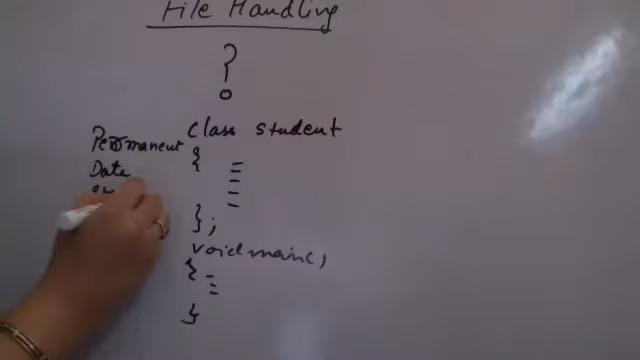 File Handling
?
Permanent
Data
class student
{
};
void main()
{
}